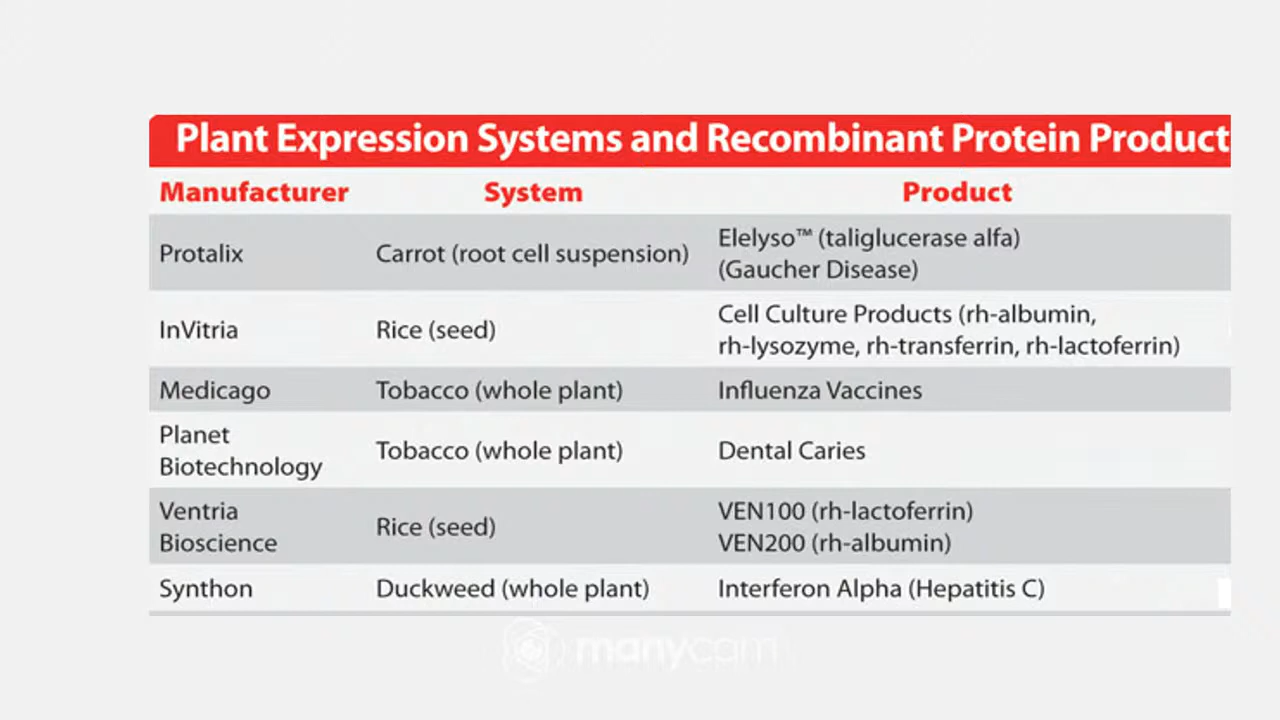 Plant Expression Systems and Recombinant Protein Product
Manufacturer System Product
Protalix Carrot (root cell suspension) Elelyso™ (taliglucerase alfa)
(Gaucher Disease)
InVitria Rice (seed) Cell Culture Products (rh-albumin,
rh-lysozyme, rh-transferrin, rh-lactoferrin)
Medicago Tobacco (whole plant) Influenza Vaccines
Planet
Biotechnology Tobacco (whole plant) Dental Caries
Ventria
Bioscience Rice (seed) VEN100 (rh-lactoferrin)
VEN200 (rh-albumin)
Synthon Duckweed (whole plant) Interferon Alpha (Hepatitis C)
manycam